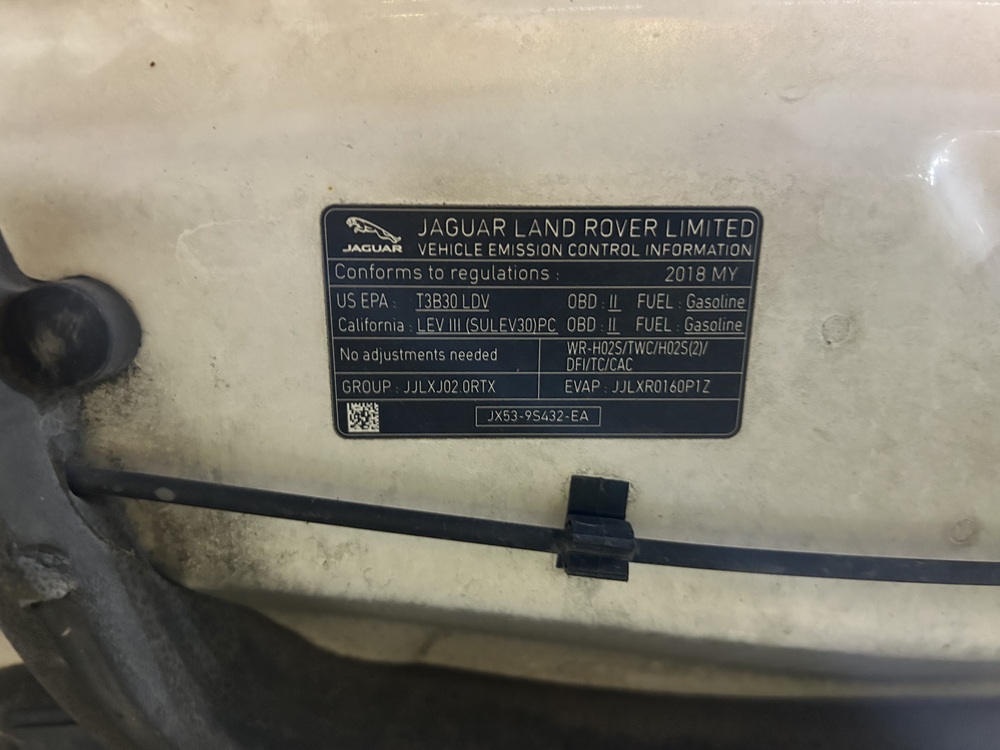 JAGUAR LAND ROVER LIMITED
JAGUAR
VEHICLE EMISSION CONTROL INFORMATION
Conforms to regulations : 2018 MY
US EPA : T3B30 LDV OBD : II FUEL : Gasoline
California : LEV III (SULEV30)PC OBD : II FUEL : Gasoline
No adjustments needed
WR-HO2S/TWC/HO2S(2)/
DFI/TC/CAC
GROUP : JJLXJ02.0RTX EVAP : JJLXR0160P1Z
JX53-9S432-EA